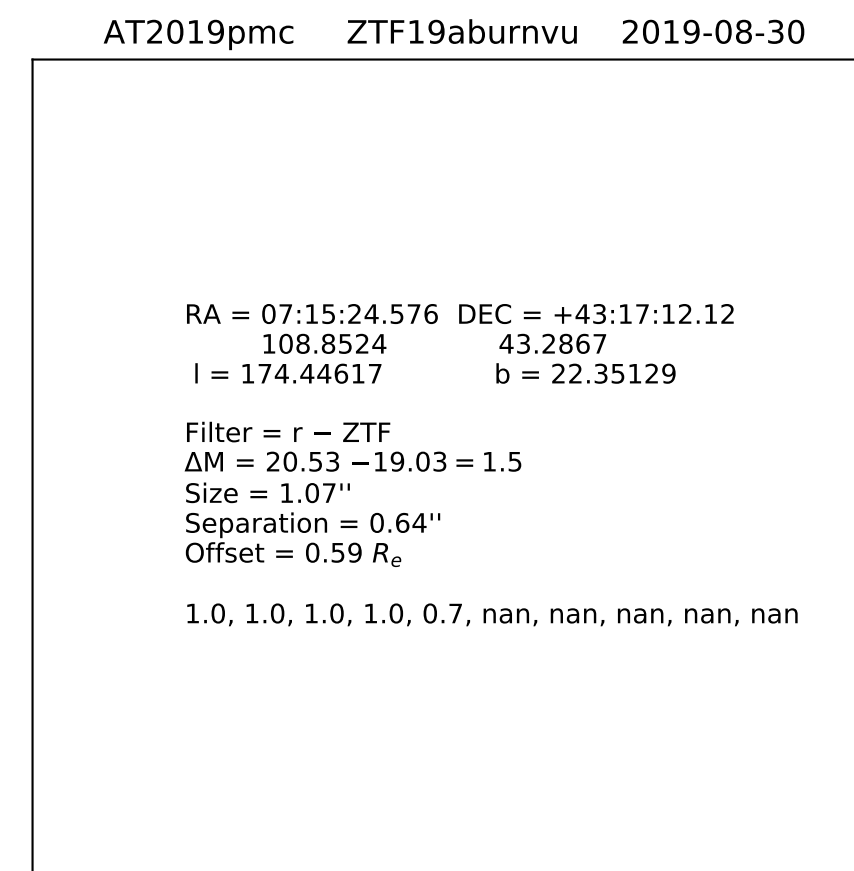 AT2019pmc ZTF19aburnvu 2019-08-30
RA = 07:15:24.576 DEC = +43:17:12.12
108.8524 43.2867
l = 174.44617 b = 22.35129
Filter = r − ZTF
ΔM = 20.53 −19.03 = 1.5
Size = 1.07''
Separation = 0.64''
Offset = 0.59 Rₑ
1.0, 1.0, 1.0, 1.0, 0.7, nan, nan, nan, nan, nan